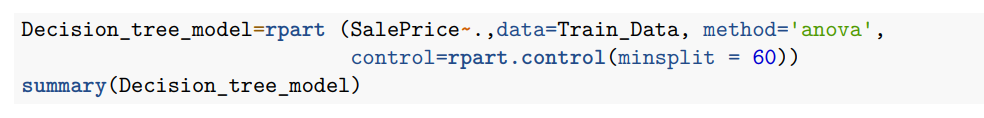 Decision_tree_model=rpart (SalePrice~.,data=Train_Data, method='anova',
control=rpart.control(minsplit = 60))
summary(Decision_tree_model)